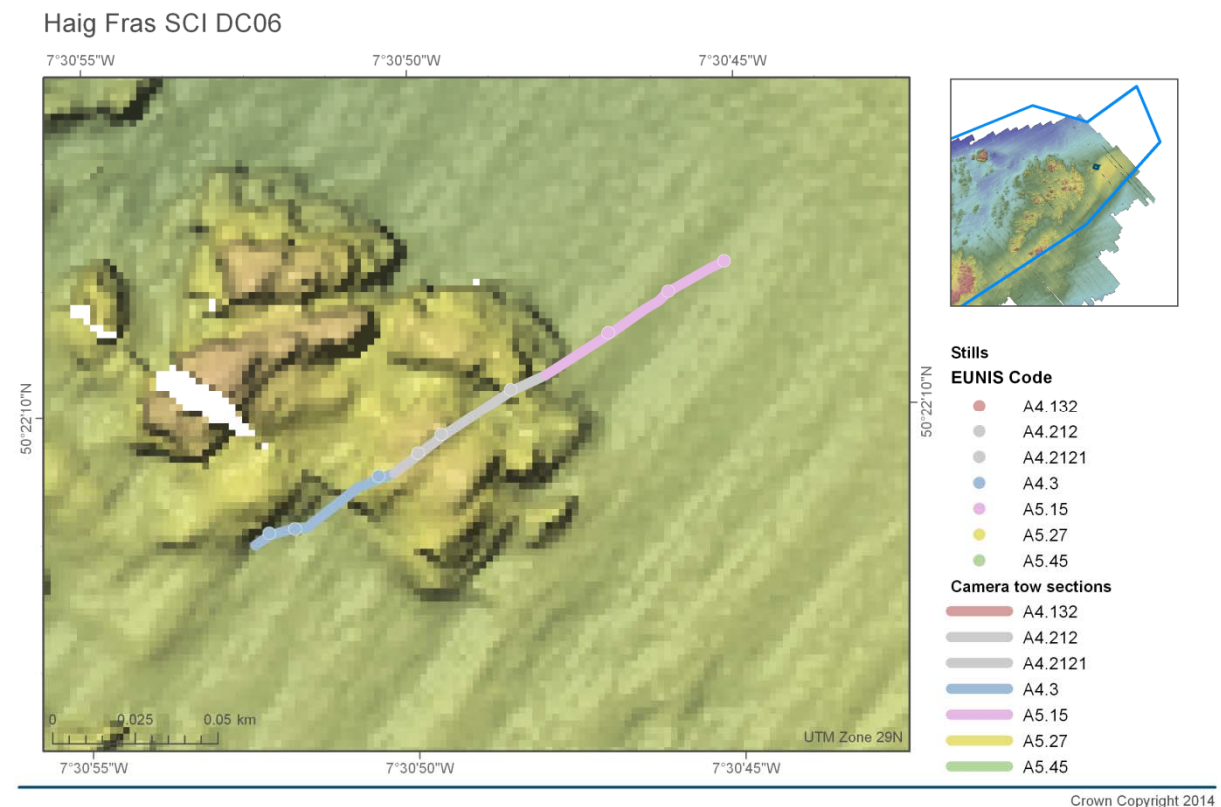 Haig Fras SCI DC06
7°30'55"W 7°30'50"W 7°30'45"W
50°22'10"N
50°22'10"N
0 0.025 0.05 km
UTM Zone 29N
7°30'55"W 7°30'50"W 7°30'45"W
Stills
EUNIS Code
A4.132
A4.212
A4.2121
A4.3
A5.15
A5.27
A5.45
Camera tow sections
A4.132
A4.212
A4.2121
A4.3
A5.15
A5.27
A5.45
Crown Copyright 2014